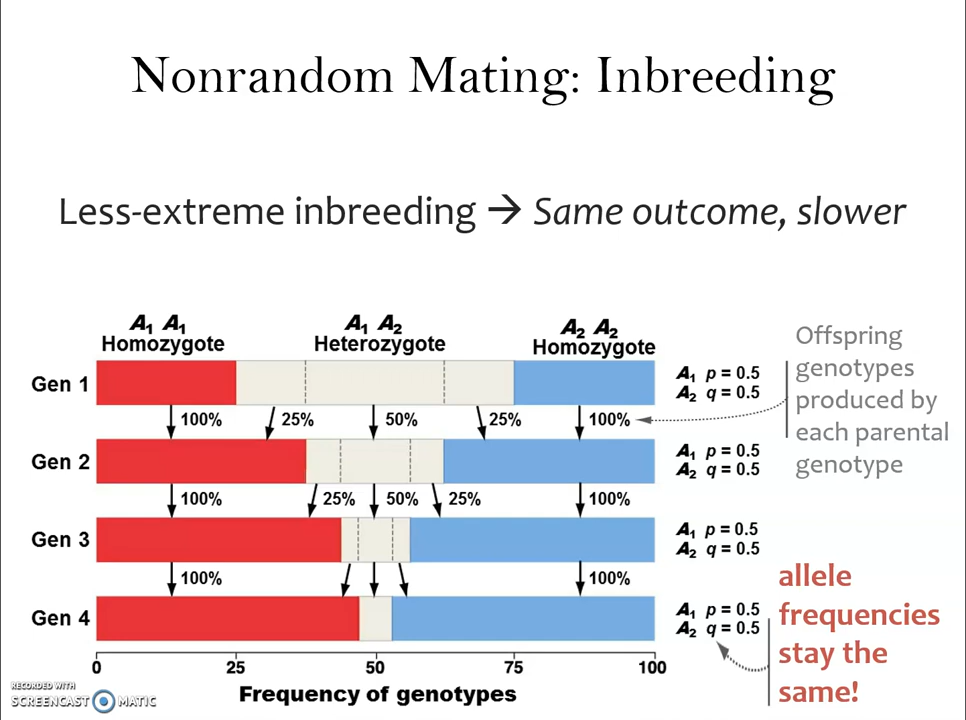 Nonrandom Mating: Inbreeding
Less-extreme inbreeding → Same outcome, slower
A1 A1
Homozygote
A1 A2
Heterozygote
A2 A2
Homozygote
Offspring
genotypes
produced by
each parental
genotype
Gen 1
A1 p = 0.5
A2 q = 0.5
100% 25% 50% 25% 100%
Gen 2
A1 p = 0.5
A2 q = 0.5
100% 25% 50% 25% 100%
Gen 3
A1 p = 0.5
A2 q = 0.5
100% 100%
Gen 4
A1 p = 0.5
A2 q = 0.5
allele
frequencies
stay the
same!
0 25 50 75 100
Frequency of genotypes
RECORDED WITH
SCREENCAST MATIC